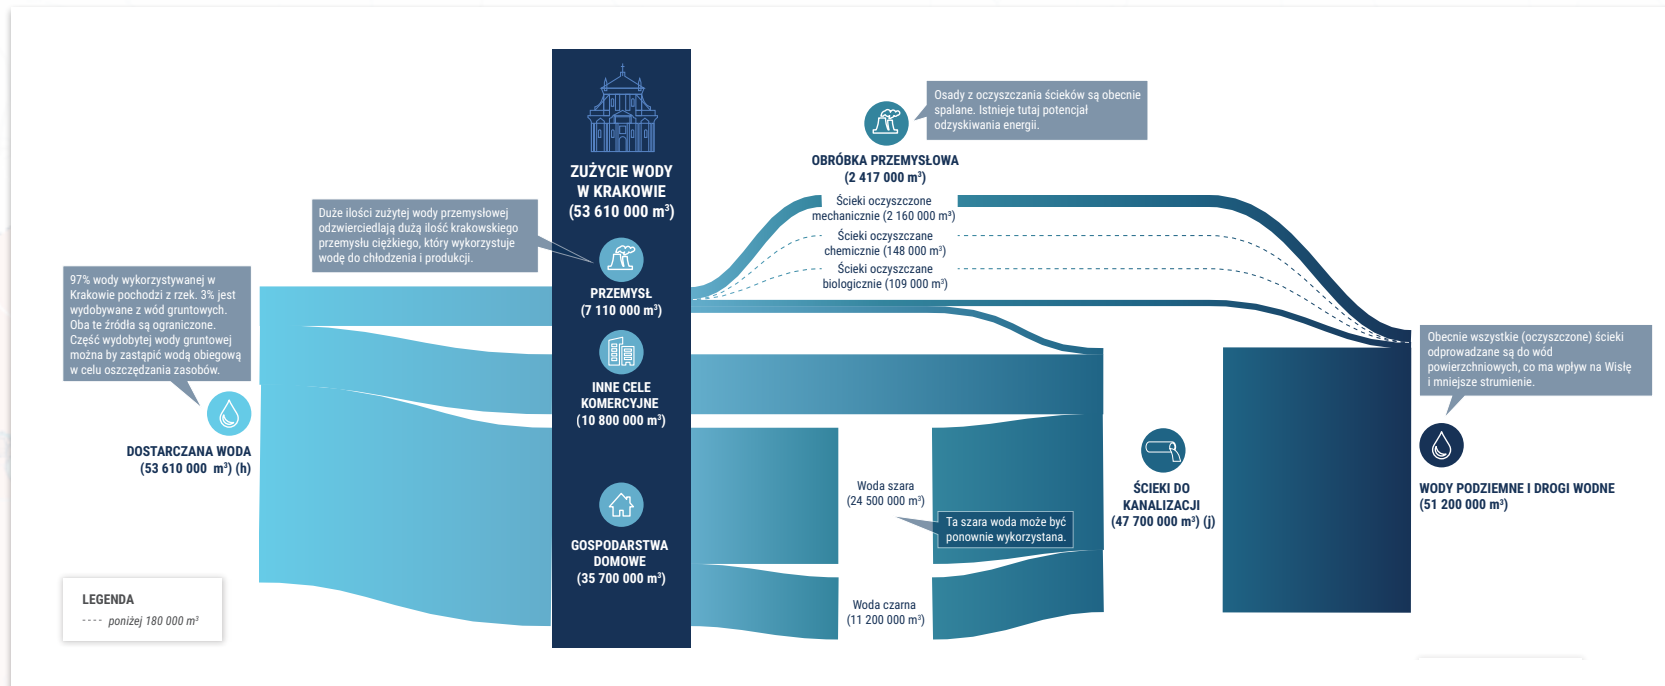 97% wody wykorzystywanej w
Krakowie pochodzi z rzek. 3% jest
wydobywane z wód gruntowych.
Oba te źródła są ograniczone.
Część wydobytej wody gruntowej
można by zastąpić wodą obiegową
w celu oszczędzania zasobów.
DOSTARCZANA WODA
(53 610 000 m³) (h)
LEGENDA
---- poniżej 180 000 m³
Duże ilości zużytej wody przemysłowej
odzwierciedlają dużą ilość krakowskiego
przemysłu ciężkiego, który wykorzystuje
wodę do chłodzenia i produkcji.
ZUŻYCIE WODY
W KRAKOWIE
(53 610 000 m³)
PRZEMYSŁ
(7 110 000 m³)
INNE CELE
KOMERCYJNE
(10 800 000 m³)
GOSPODARSTWA
DOMOWE
(35 700 000 m³)
Osady z oczyszczania ścieków są obecnie
spalane. Istnieje tutaj potencjał
odzyskiwania energii.
OBRÓBKA PRZEMYSŁOWA
(2 417 000 m³)
Ścieki oczyszczone
mechanicznie (2 160 000 m³)
Ścieki oczyszczane
chemicznie (148 000 m³)
Ścieki oczyszczane
biologicznie (109 000 m³)
Woda szara
(24 500 000 m³)
Ta szara woda może być
ponownie wykorzystana.
Woda czarna
(11 200 000 m³)
ŚCIEKI DO
KANALIZACJI
(47 700 000 m³) (j)
Obecnie wszystkie (oczyszczone) ścieki
odprowadzane są do wód
powierzchniowych, co ma wpływ na Wisłę
i mniejsze strumienie.
WODY PODZIEMNE I DROGI WODNE
(51 200 000 m³)